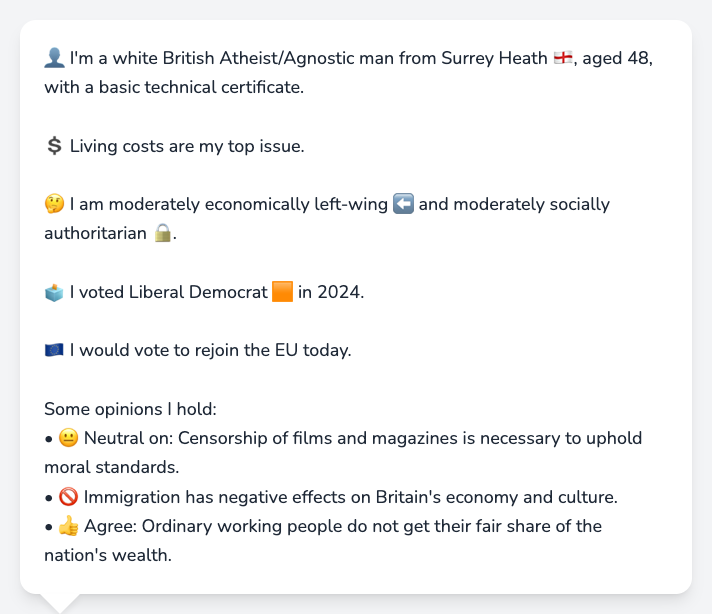 👤 I'm a white British Atheist/Agnostic man from Surrey Heath 🏴󠁧󠁢󠁥󠁮󠁧󠁿, aged 48,
with a basic technical certificate.
💲 Living costs are my top issue.
🤔 I am moderately economically left-wing ⬅️ and moderately socially
authoritarian 🔒.
🗳️ I voted Liberal Democrat 🟧 in 2024.
🇪🇺 I would vote to rejoin the EU today.
Some opinions I hold:
• 😐 Neutral on: Censorship of films and magazines is necessary to uphold
moral standards.
• 🚫 Immigration has negative effects on Britain's economy and culture.
• 👍 Agree: Ordinary working people do not get their fair share of the
nation's wealth.